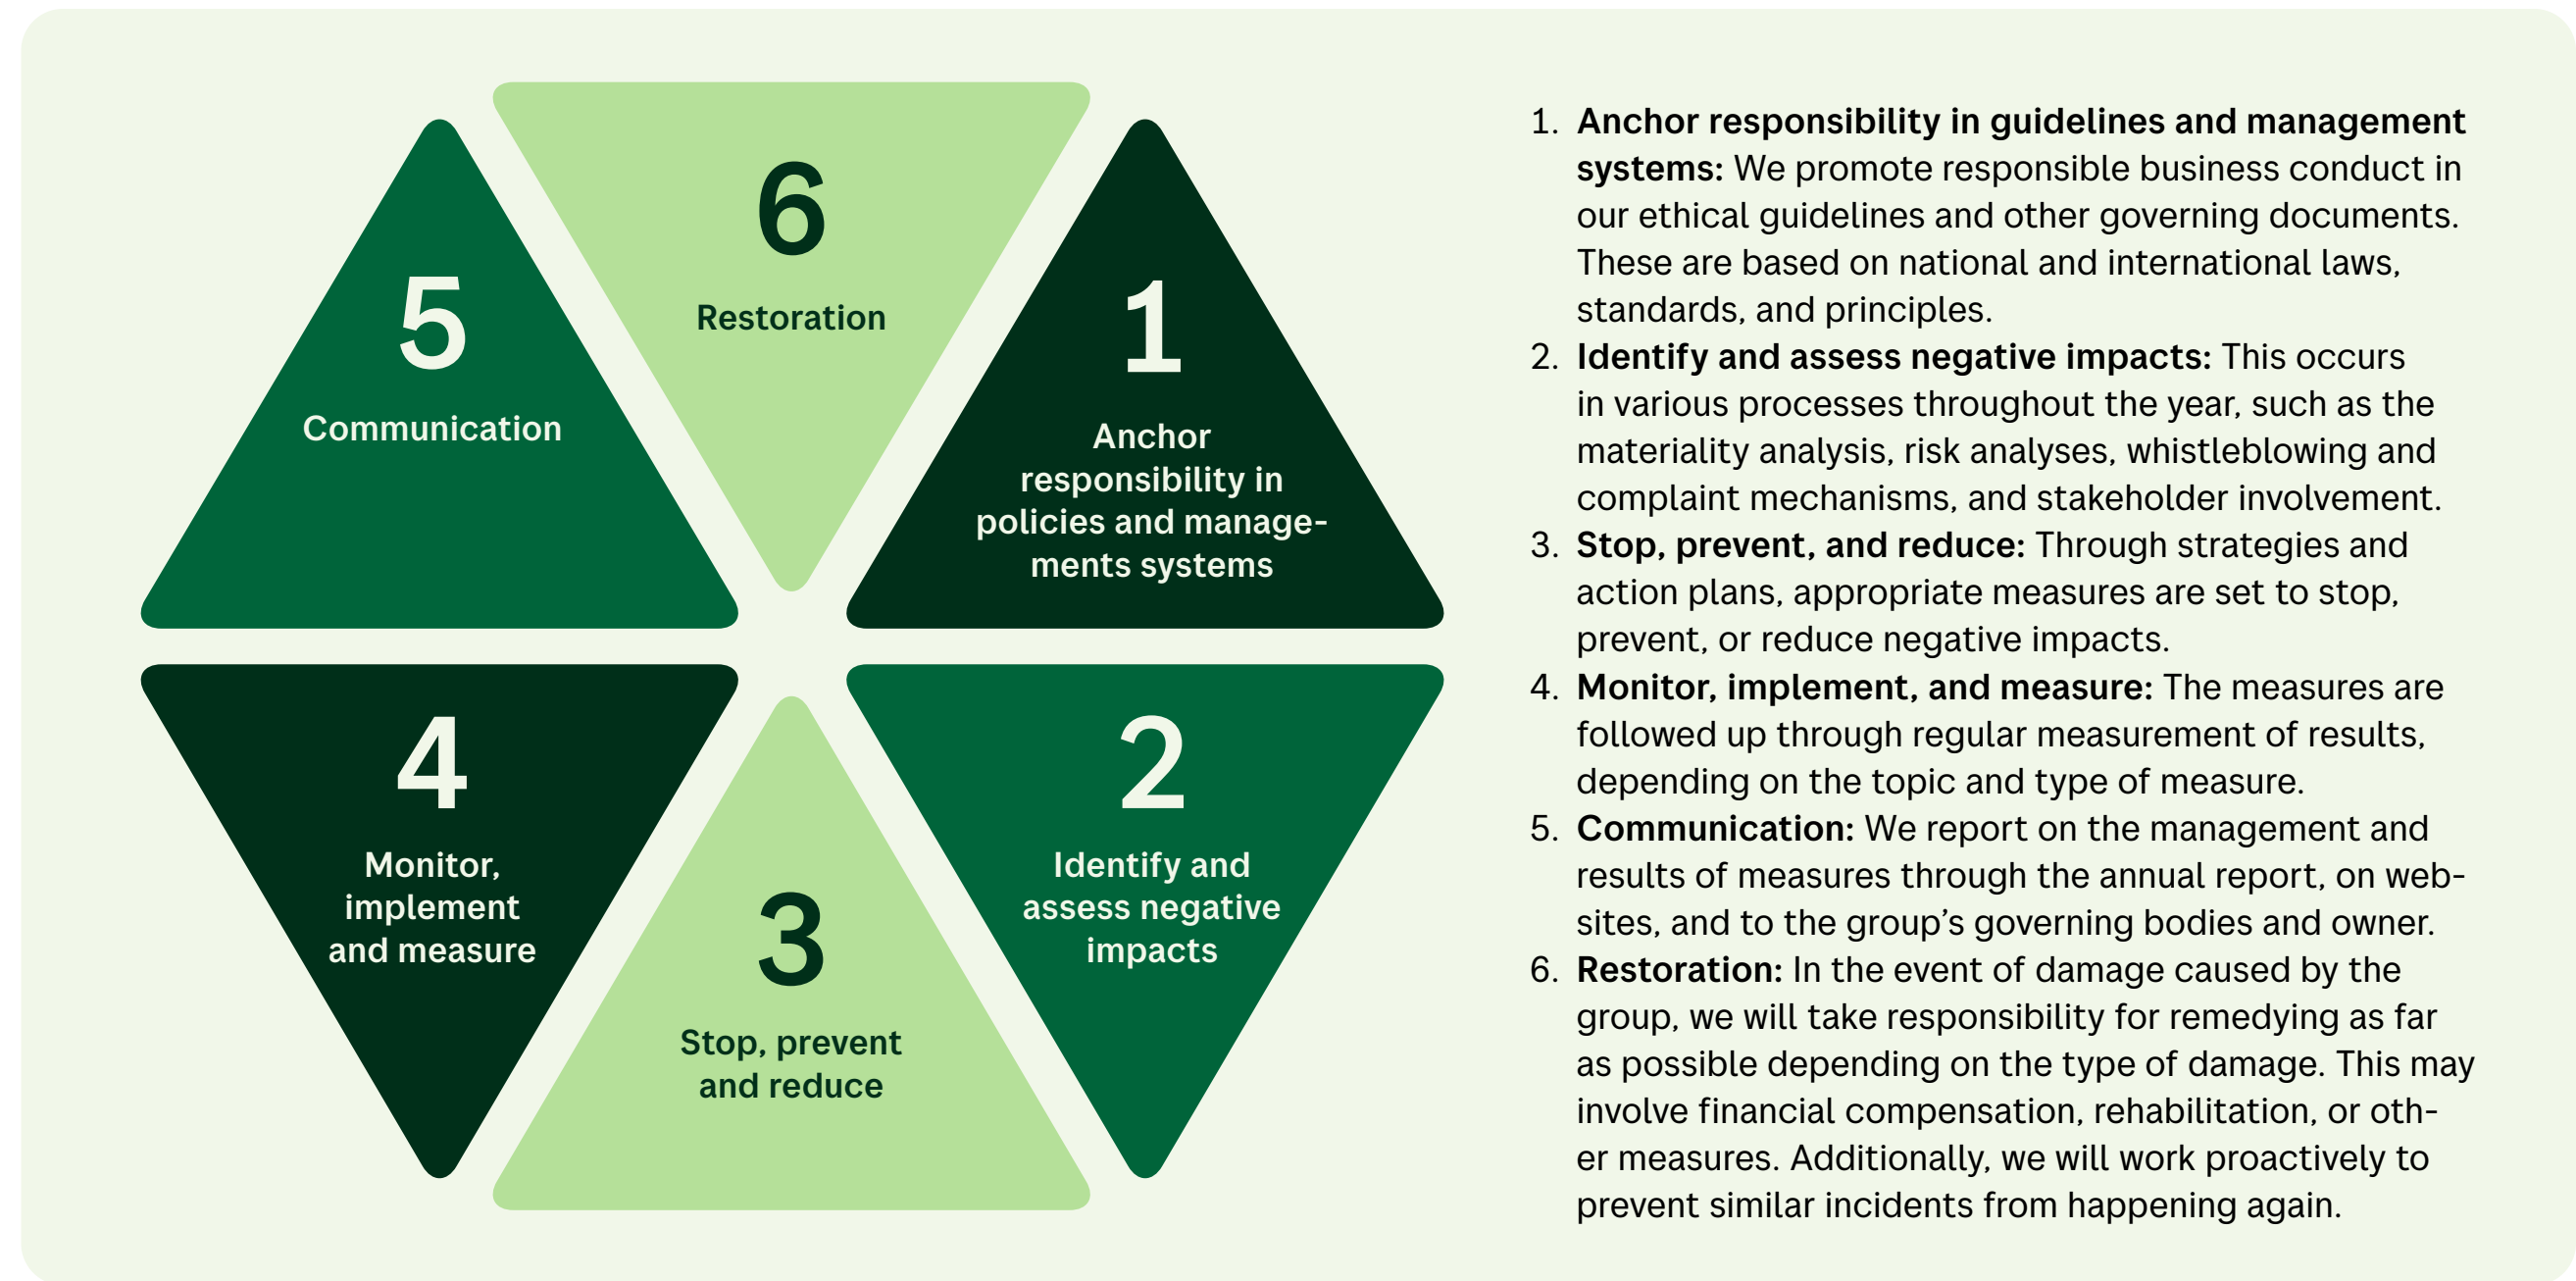 6
Restoration
5
Communication
1
Anchor
responsibility in
policies and manage-
ments systems
4
Monitor,
implement
and measure
3
Stop, prevent
and reduce
2
Identify and
assess negative
impacts
1. Anchor responsibility in guidelines and management
systems: We promote responsible business conduct in
our ethical guidelines and other governing documents.
These are based on national and international laws,
standards, and principles.
2. Identify and assess negative impacts: This occurs
in various processes throughout the year, such as the
materiality analysis, risk analyses, whistleblowing and
complaint mechanisms, and stakeholder involvement.
3. Stop, prevent, and reduce: Through strategies and
action plans, appropriate measures are set to stop,
prevent, or reduce negative impacts.
4. Monitor, implement, and measure: The measures are
followed up through regular measurement of results,
depending on the topic and type of measure.
5. Communication: We report on the management and
results of measures through the annual report, on web-
sites, and to the group’s governing bodies and owner.
6. Restoration: In the event of damage caused by the
group, we will take responsibility for remedying as far
as possible depending on the type of damage. This may
involve financial compensation, rehabilitation, or oth-
er measures. Additionally, we will work proactively to
prevent similar incidents from happening again.